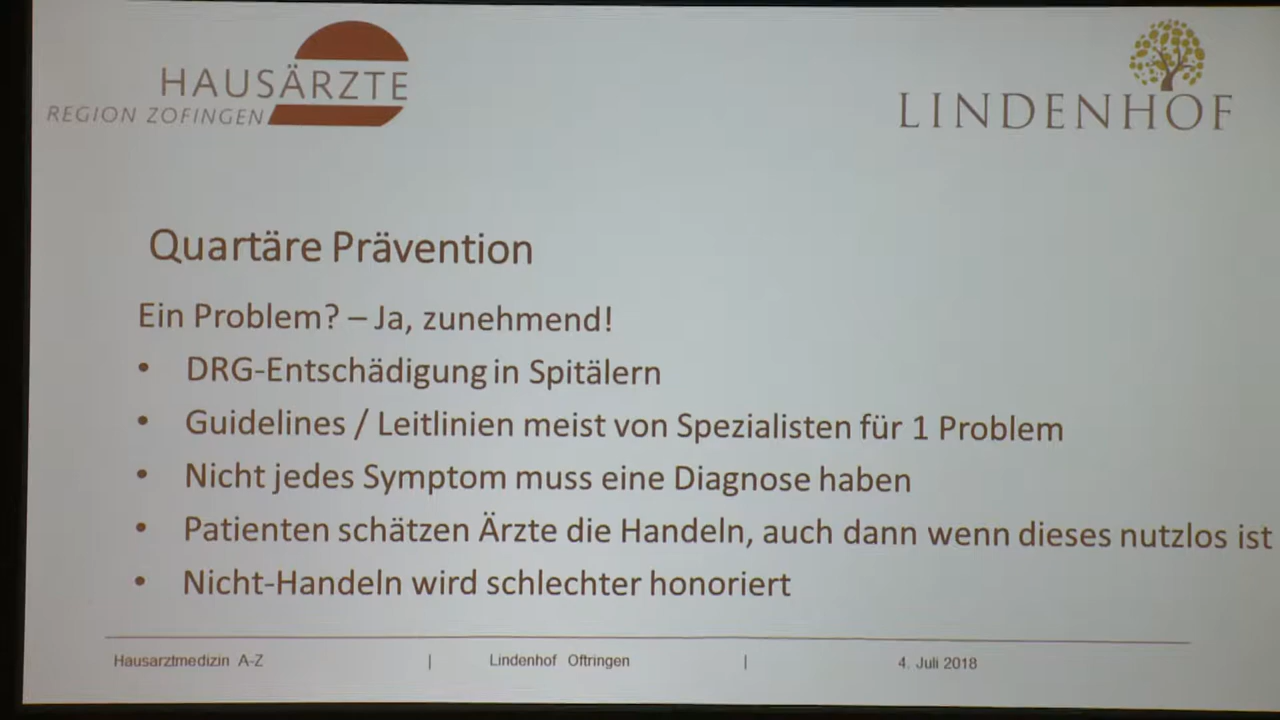 HAUSÄRZTE
REGION ZOFINGEN
LINDENHOF
Quartäre Prävention
Ein Problem? – Ja, zunehmend!
• DRG-Entschädigung in Spitälern
• Guidelines / Leitlinien meist von Spezialisten für 1 Problem
• Nicht jedes Symptom muss eine Diagnose haben
• Patienten schätzen Ärzte die Handeln, auch dann wenn dieses nutzlos ist
• Nicht-Handeln wird schlechter honoriert
Hausarztmedizin A-Z | Lindenhof Oftringen | 4. Juli 2018